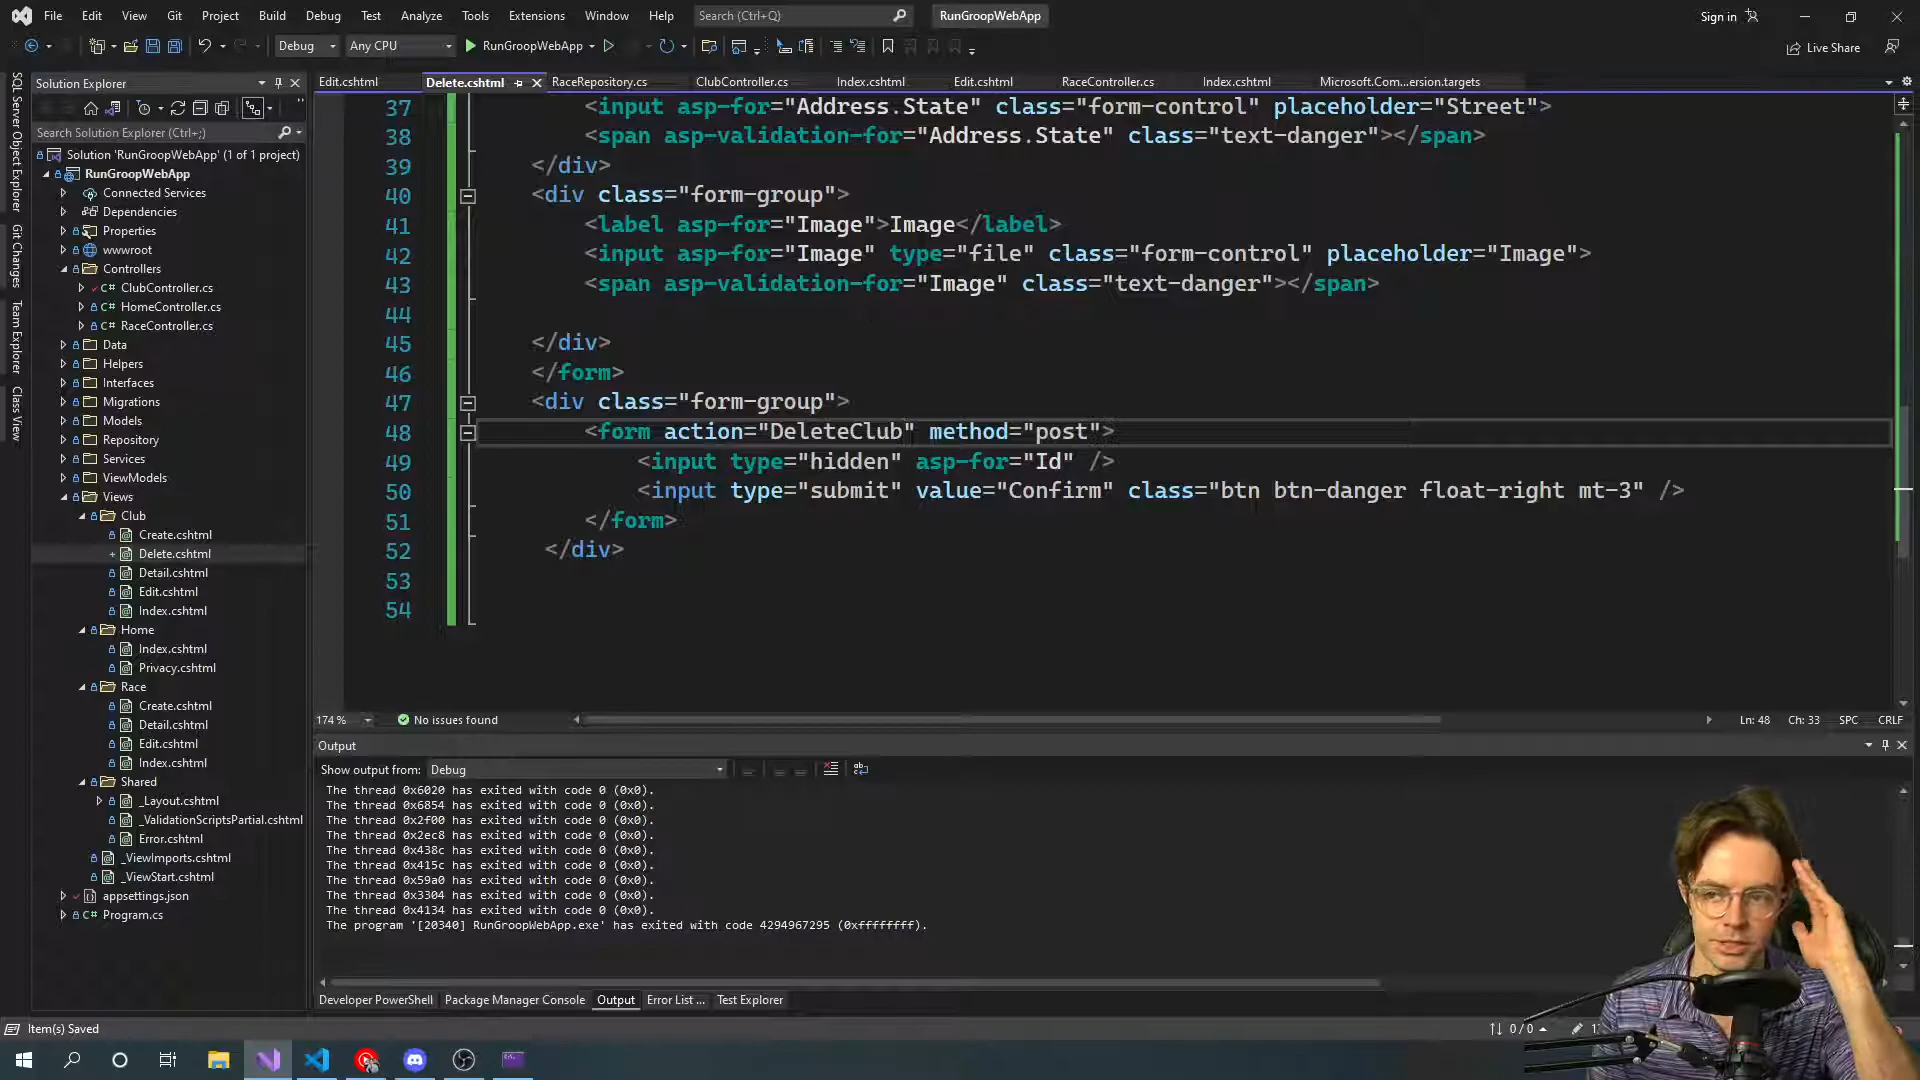 File Edit View Git Project Build Debug Test Analyze Tools Extensions Window Help Search (Ctrl+Q) RunGroopWebApp Sign in
Debug Any CPU RunGroopWebApp Live Share
Solution Explorer
Edit.cshtml Delete.cshtml RaceRepository.cs ClubController.cs Index.cshtml Edit.cshtml RaceController.cs Index.cshtml Microsoft.Com...ersion.targets
SQL Server Object Explorer
Git Changes
Team Explorer
Class View
Search Solution Explorer (Ctrl+;)
Solution 'RunGroopWebApp' (1 of 1 project)
RunGroopWebApp
Connected Services
Dependencies
Properties
wwwroot
Controllers
C# ClubController.cs
C# HomeController.cs
C# RaceController.cs
Data
Helpers
Interfaces
Migrations
Models
Repository
Services
ViewModels
Views
Club
Create.cshtml
Delete.cshtml
Detail.cshtml
Edit.cshtml
Index.cshtml
Home
Index.cshtml
Privacy.cshtml
Race
Create.cshtml
Detail.cshtml
Edit.cshtml
Index.cshtml
Shared
_Layout.cshtml
_ValidationScriptsPartial.cshtml
Error.cshtml
_ViewImports.cshtml
_ViewStart.cshtml
appsettings.json
C# Program.cs
37 <input asp-for="Address.State" class="form-control" placeholder="Street">
38 <span asp-validation-for="Address.State" class="text-danger"></span>
39 </div>
40 <div class="form-group">
41 <label asp-for="Image">Image</label>
42 <input asp-for="Image" type="file" class="form-control" placeholder="Image">
43 <span asp-validation-for="Image" class="text-danger"></span>
44
45 </div>
46 </form>
47 <div class="form-group">
48 <form action="DeleteClub" method="post">
49 <input type="hidden" asp-for="Id" />
50 <input type="submit" value="Confirm" class="btn btn-danger float-right mt-3" />
51 </form>
52 </div>
53
54
174 % No issues found Ln: 48 Ch: 33 SPC CRLF
Output
Show output from: Debug
The thread 0x6020 has exited with code 0 (0x0).
The thread 0x6854 has exited with code 0 (0x0).
The thread 0x2f00 has exited with code 0 (0x0).
The thread 0x2ec8 has exited with code 0 (0x0).
The thread 0x438c has exited with code 0 (0x0).
The thread 0x415c has exited with code 0 (0x0).
The thread 0x59a0 has exited with code 0 (0x0).
The thread 0x3304 has exited with code 0 (0x0).
The thread 0x4134 has exited with code 0 (0x0).
The program '[20340] RunGroopWebApp.exe' has exited with code 4294967295 (0xffffffff).
Developer PowerShell Package Manager Console Output Error List ... Test Explorer
Item(s) Saved 0 / 0